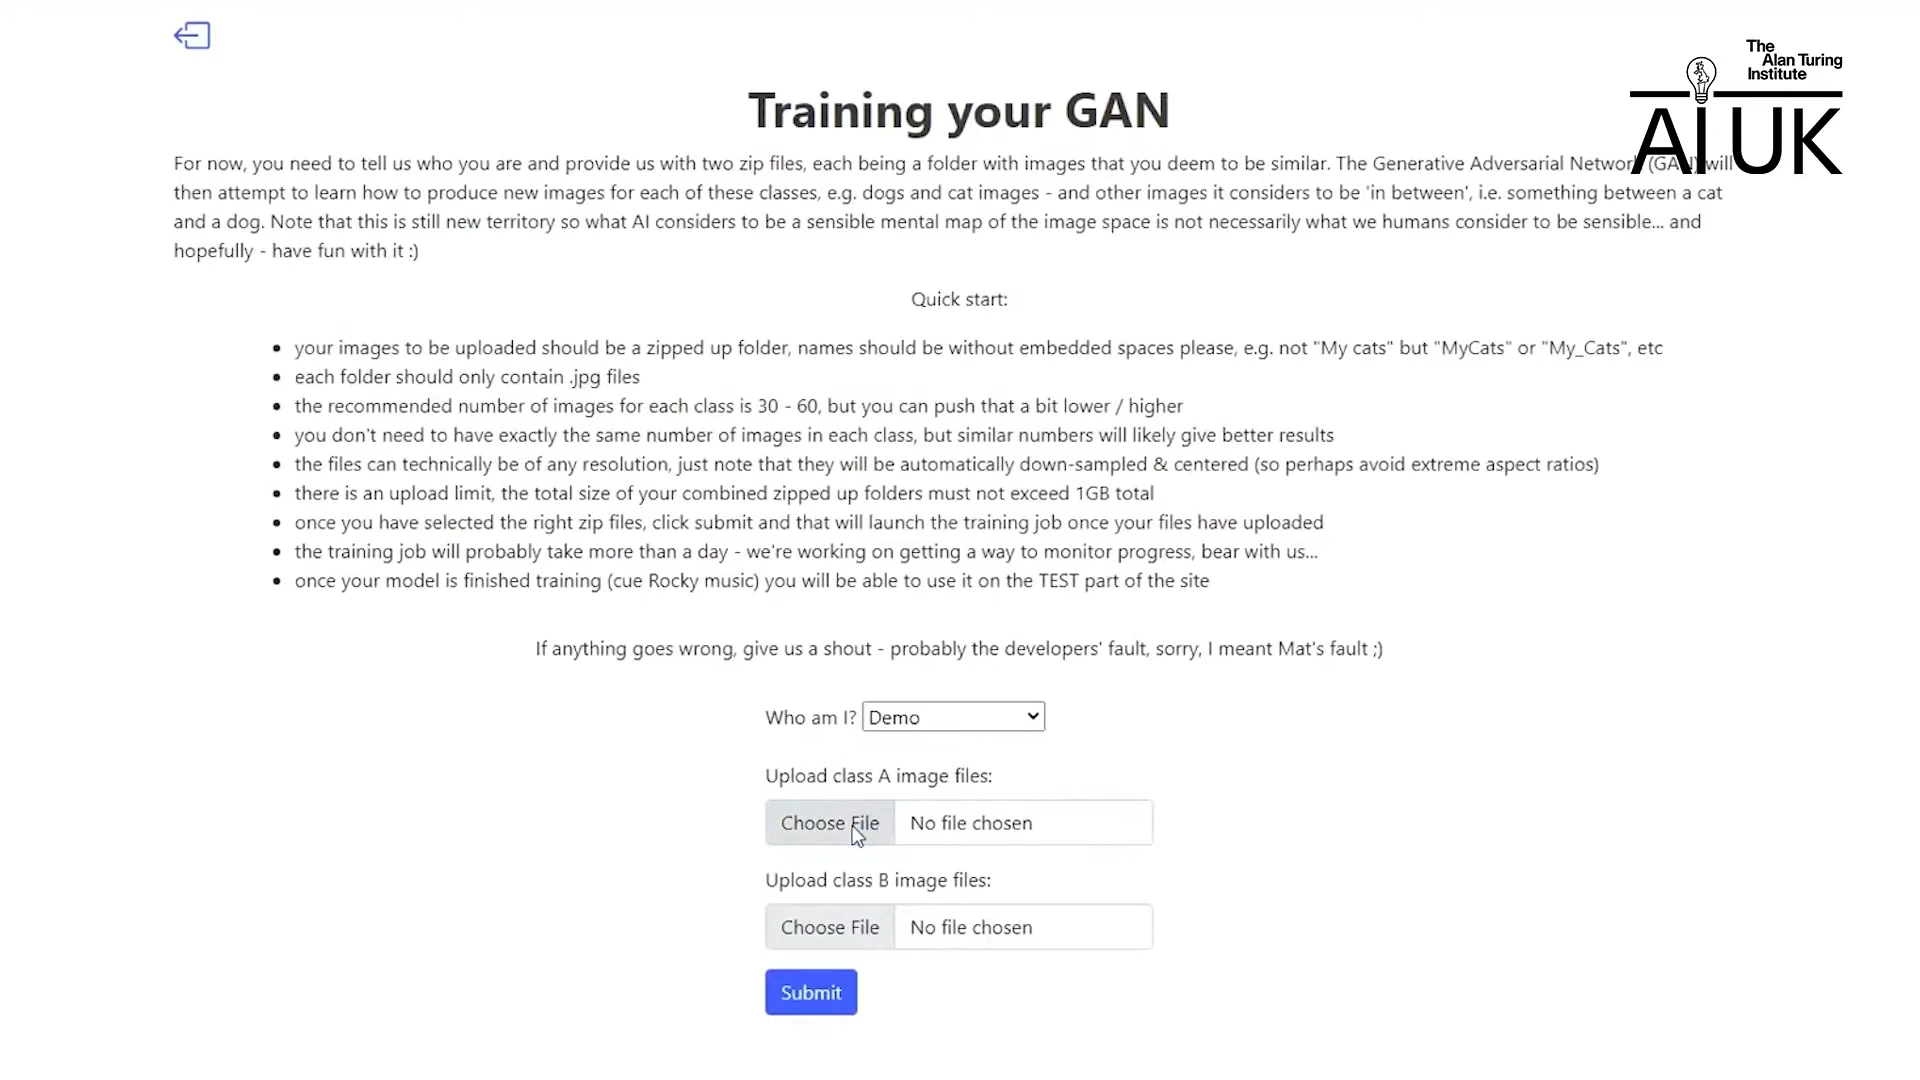 The
Alan Turing
Institute
AI UK
Training your GAN
For now, you need to tell us who you are and provide us with two zip files, each being a folder with images that you deem to be similar. The Generative Adversarial Network (GAN) will
then attempt to learn how to produce new images for each of these classes, e.g. dogs and cat images - and other images it considers to be 'in between', i.e. something between a cat
and a dog. Note that this is still new territory so what AI considers to be a sensible mental map of the image space is not necessarily what we humans consider to be sensible... and
hopefully - have fun with it :)
Quick start:
• your images to be uploaded should be a zipped up folder, names should be without embedded spaces please, e.g. not "My cats" but "MyCats" or "My_Cats", etc
• each folder should only contain .jpg files
• the recommended number of images for each class is 30 - 60, but you can push that a bit lower / higher
• you don't need to have exactly the same number of images in each class, but similar numbers will likely give better results
• the files can technically be of any resolution, just note that they will be automatically down-sampled & centered (so perhaps avoid extreme aspect ratios)
• there is an upload limit, the total size of your combined zipped up folders must not exceed 1GB total
• once you have selected the right zip files, click submit and that will launch the training job once your files have uploaded
• the training job will probably take more than a day - we're working on getting a way to monitor progress, bear with us...
• once your model is finished training (cue Rocky music) you will be able to use it on the TEST part of the site
If anything goes wrong, give us a shout - probably the developers' fault, sorry, I meant Mat's fault ;)
Who am I? Demo
Upload class A image files:
Choose File No file chosen
Upload class B image files:
Choose File No file chosen
Submit